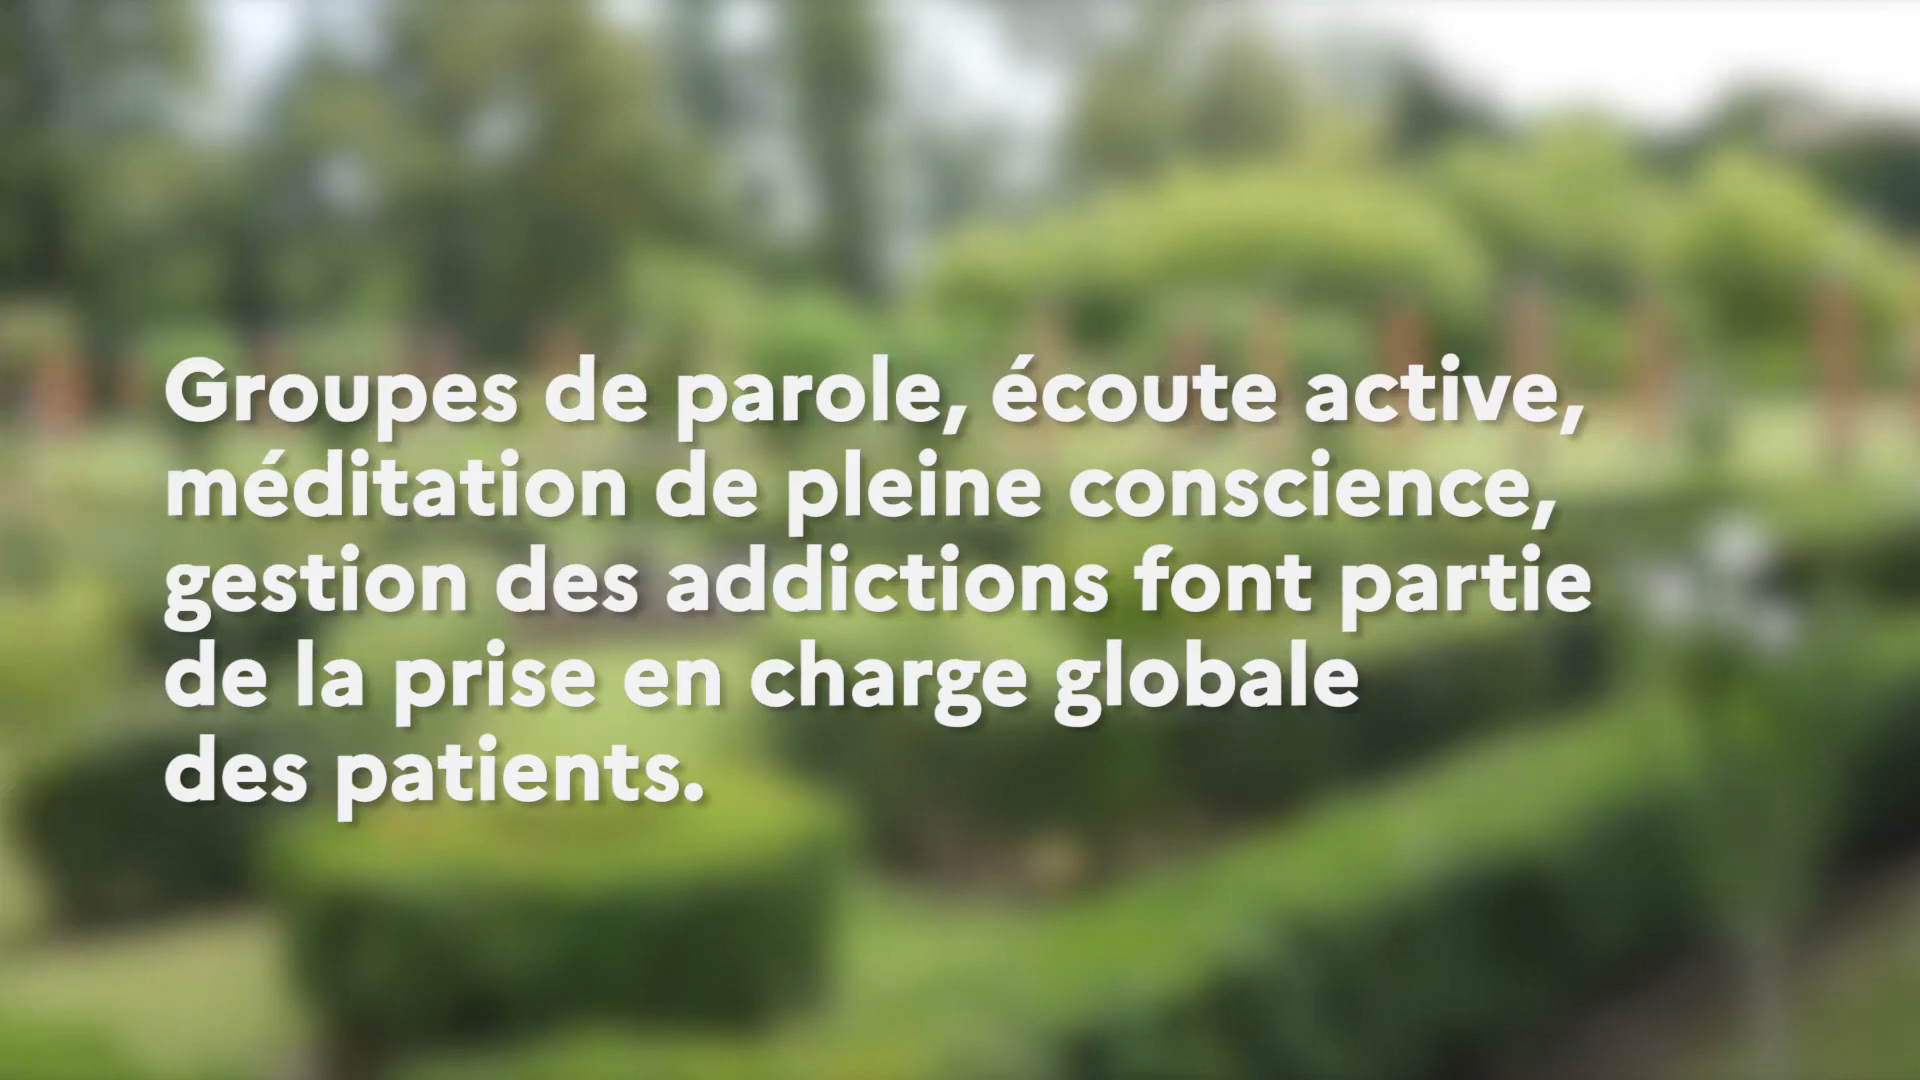 Groupes de parole, écoute active,
méditation de pleine conscience,
gestion des addictions font partie
de la prise en charge globale
des patients.